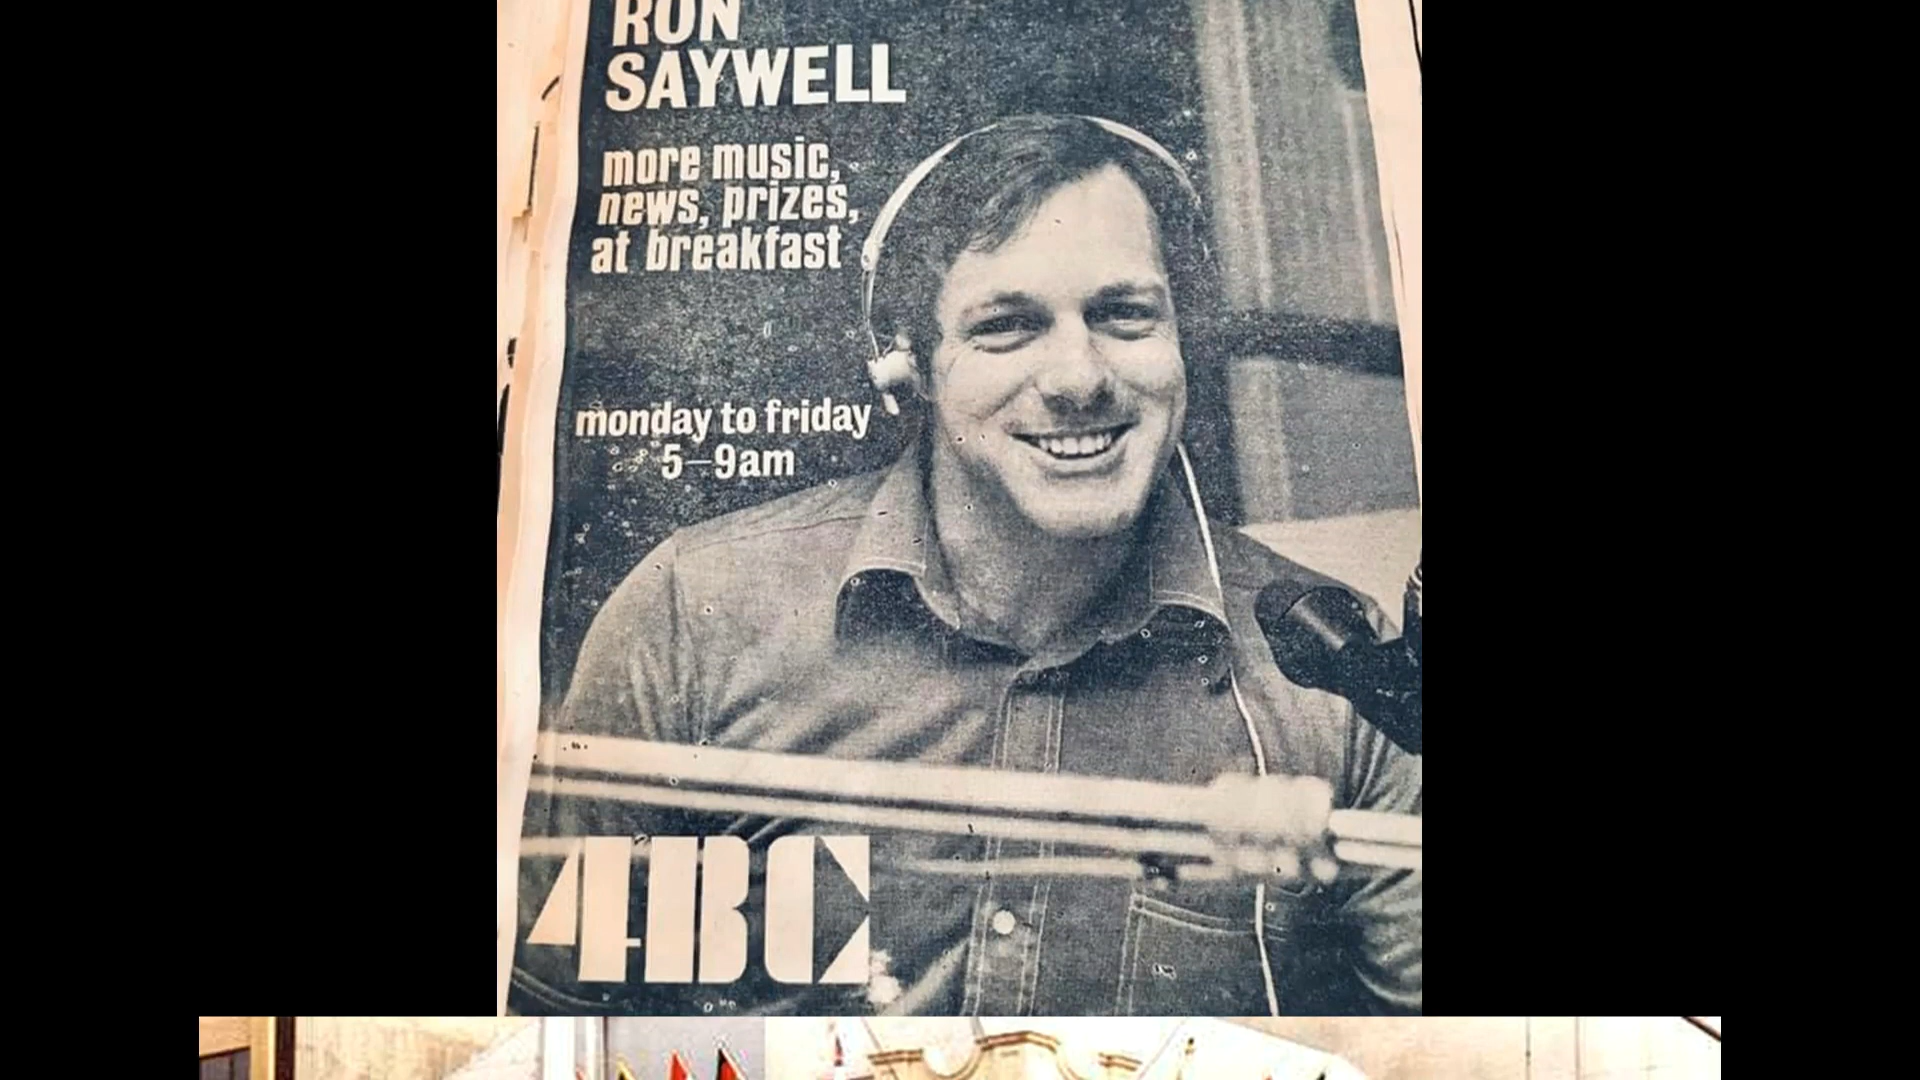 RON
SAYWELL
more music,
news, prizes,
at breakfast
monday to friday
5–9am
4BC